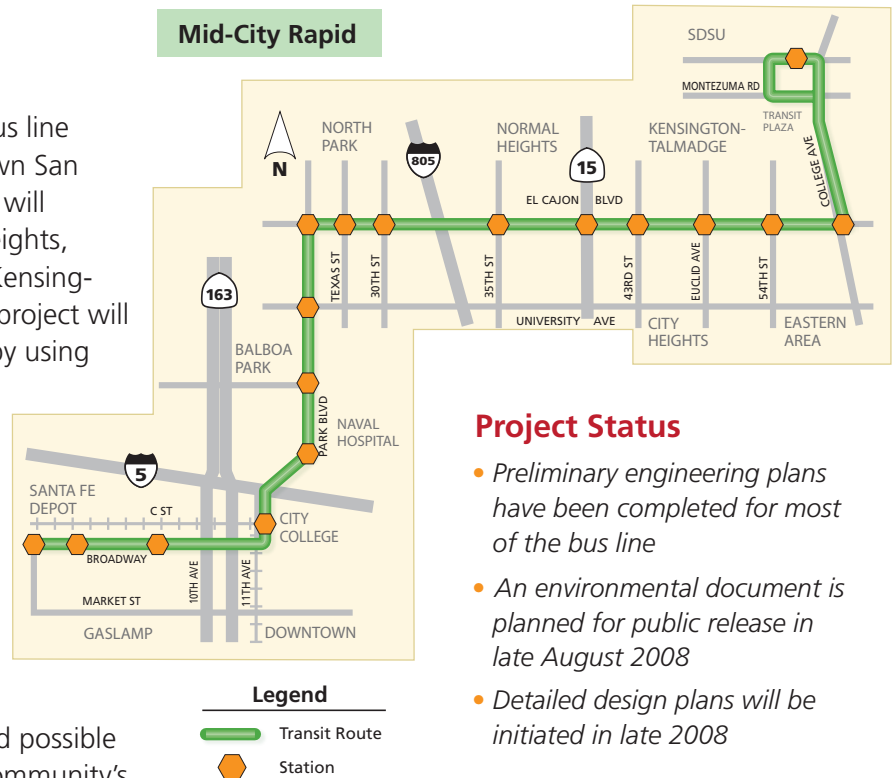 Mid-City Rapid
us line
wn San
will
eights,
Kensing-
project will
by using
SDSU
MONTEZUMA RD
TRANSIT
PLAZA
COLLEGE AVE
NORTH
PARK
805
NORMAL
HEIGHTS
15
KENSINGTON-
TALMADGE
N
EL CAJON BLVD
TEXAS ST
30TH ST
35TH ST
43RD ST
EUCLID AVE
54TH ST
UNIVERSITY AVE
CITY
HEIGHTS
EASTERN
AREA
163
BALBOA
PARK
PARK BLVD
NAVAL
HOSPITAL
5
SANTA FE
DEPOT
C ST
CITY
COLLEGE
BROADWAY
10TH AVE
11TH AVE
MARKET ST
GASLAMP
DOWNTOWN
Project Status
• Preliminary engineering plans
have been completed for most
of the bus line
• An environmental document is
planned for public release in
late August 2008
• Detailed design plans will be
initiated in late 2008
d possible
ommunity's
Legend
Transit Route
Station